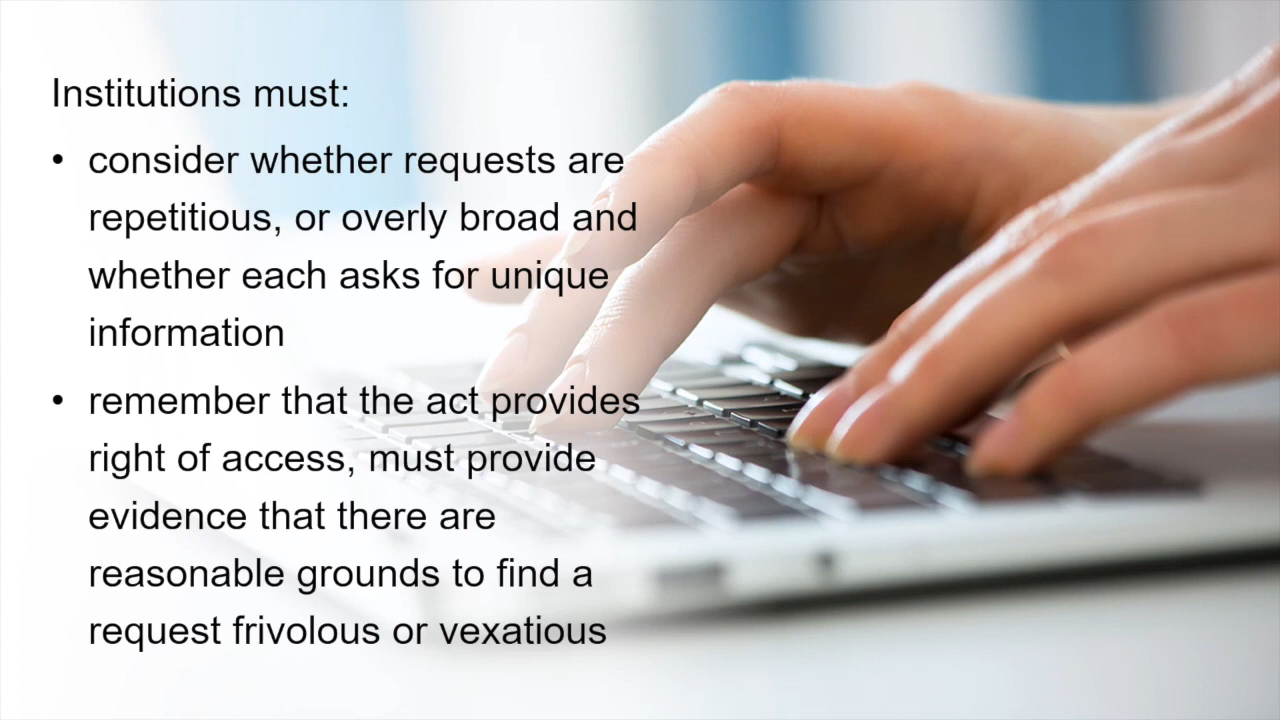 Institutions must:
• consider whether requests are
repetitious, or overly broad and
whether each asks for unique
information
• remember that the act provides
right of access, must provide
evidence that there are
reasonable grounds to find a
request frivolous or vexatious